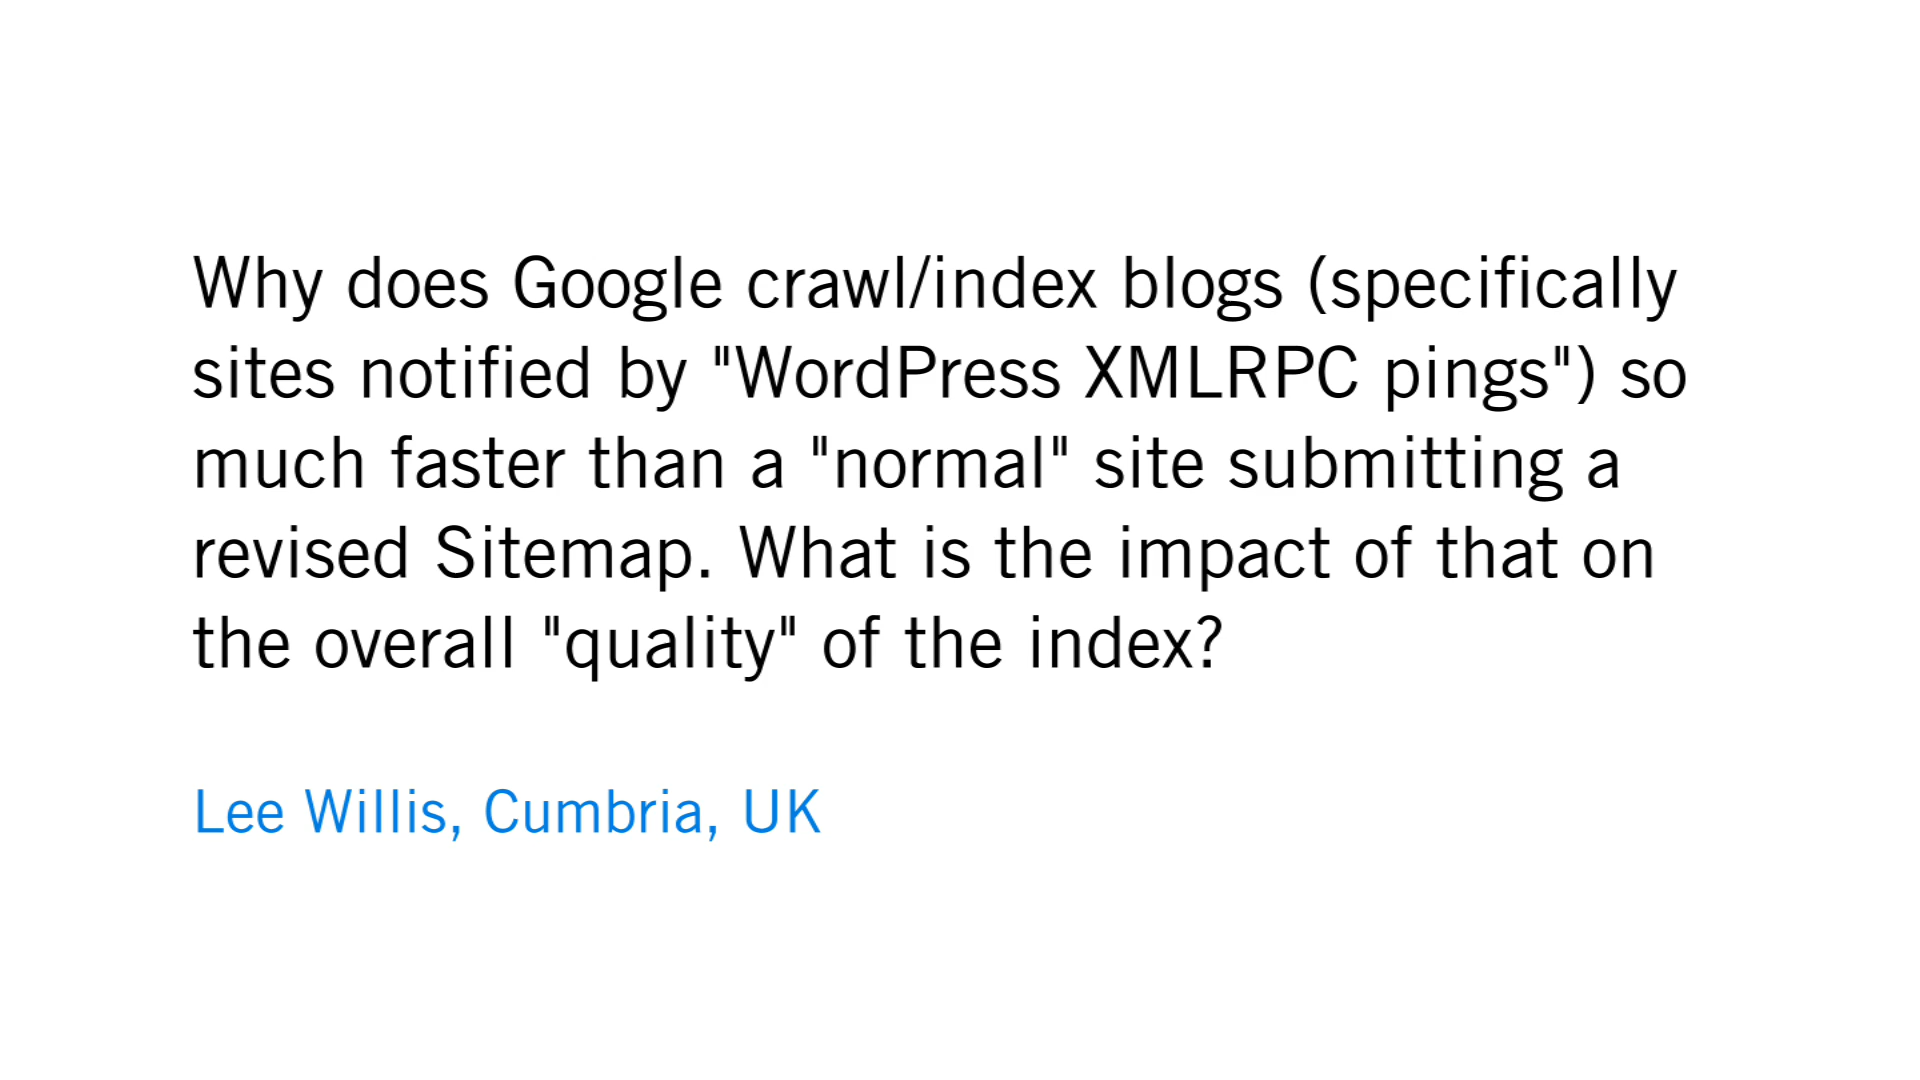 Why does Google crawl/index blogs (specifically
sites notified by "WordPress XMLRPC pings") so
much faster than a "normal" site submitting a
revised Sitemap. What is the impact of that on
the overall "quality" of the index?
Lee Willis, Cumbria, UK